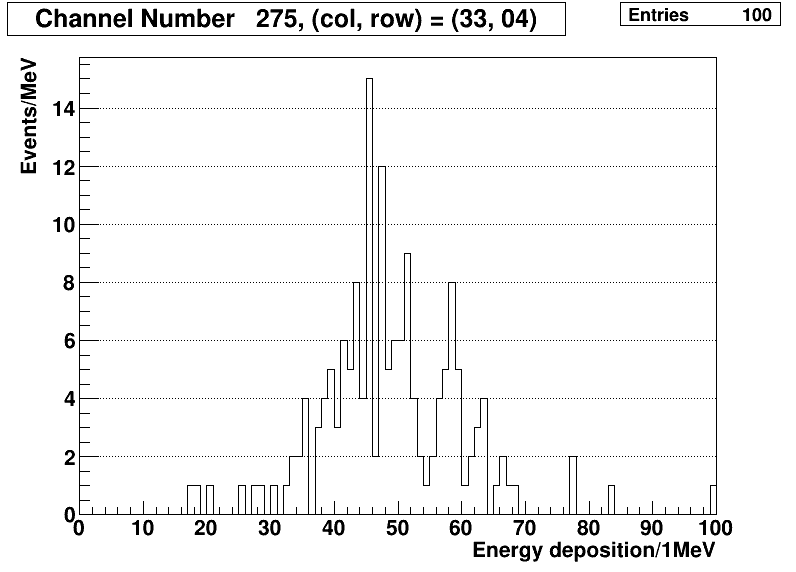 Channel Number 275, (col, row) = (33, 04)
Entries 100
Events/MeV
14
12
10
8
6
4
2
0
0 10 20 30 40 50 60 70 80 90 100
Energy deposition/1MeV